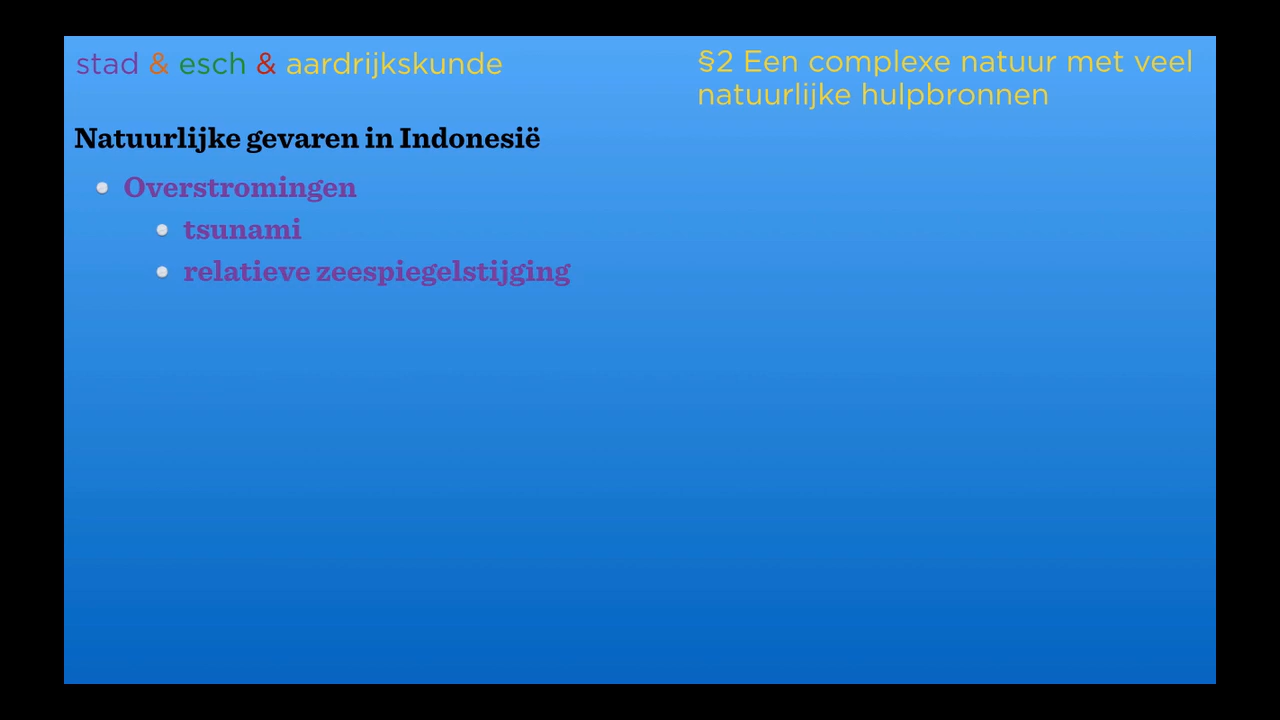 stad & esch & aardrijkskunde
§2 Een complexe natuur met veel
natuurlijke hulpbronnen
Natuurlijke gevaren in Indonesië
Overstromingen
tsunami
relatieve zeespiegelstijging